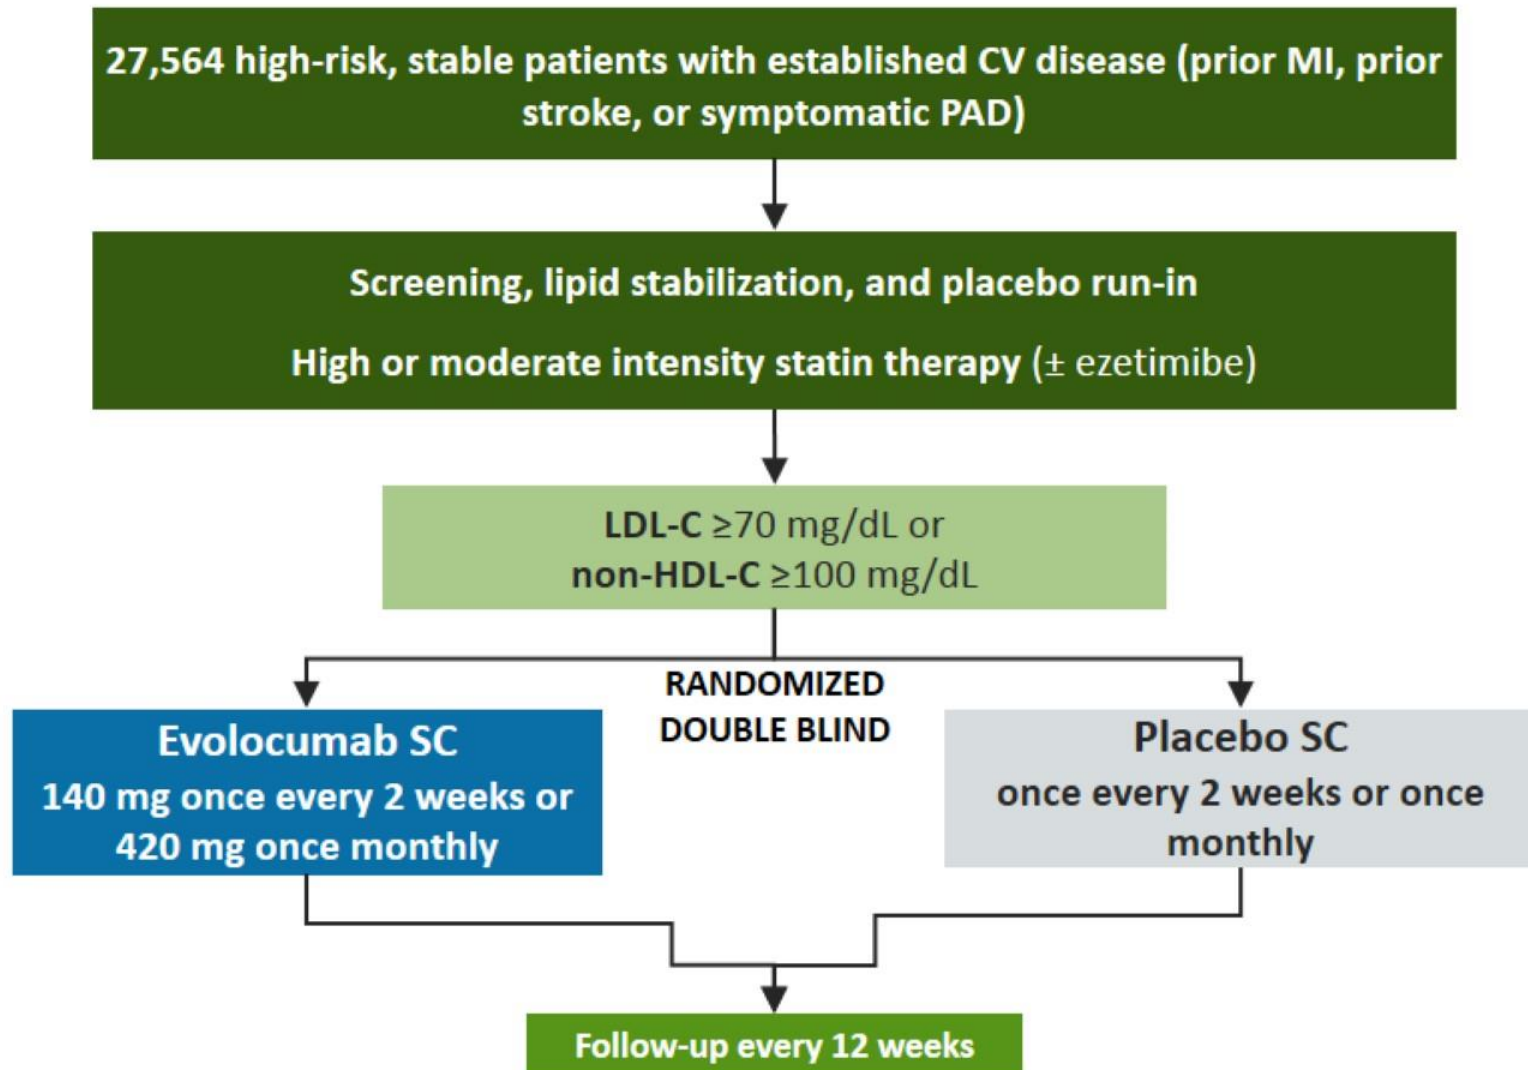 27,564 high-risk, stable patients with established CV disease (prior MI, prior
stroke, or symptomatic PAD)
Screening, lipid stabilization, and placebo run-in
High or moderate intensity statin therapy (± ezetimibe)
LDL-C ≥70 mg/dL or
non-HDL-C ≥100 mg/dL
RANDOMIZED
DOUBLE BLIND
Evolocumab SC
140 mg once every 2 weeks or
420 mg once monthly
Placebo SC
once every 2 weeks or once
monthly
Follow-up every 12 weeks